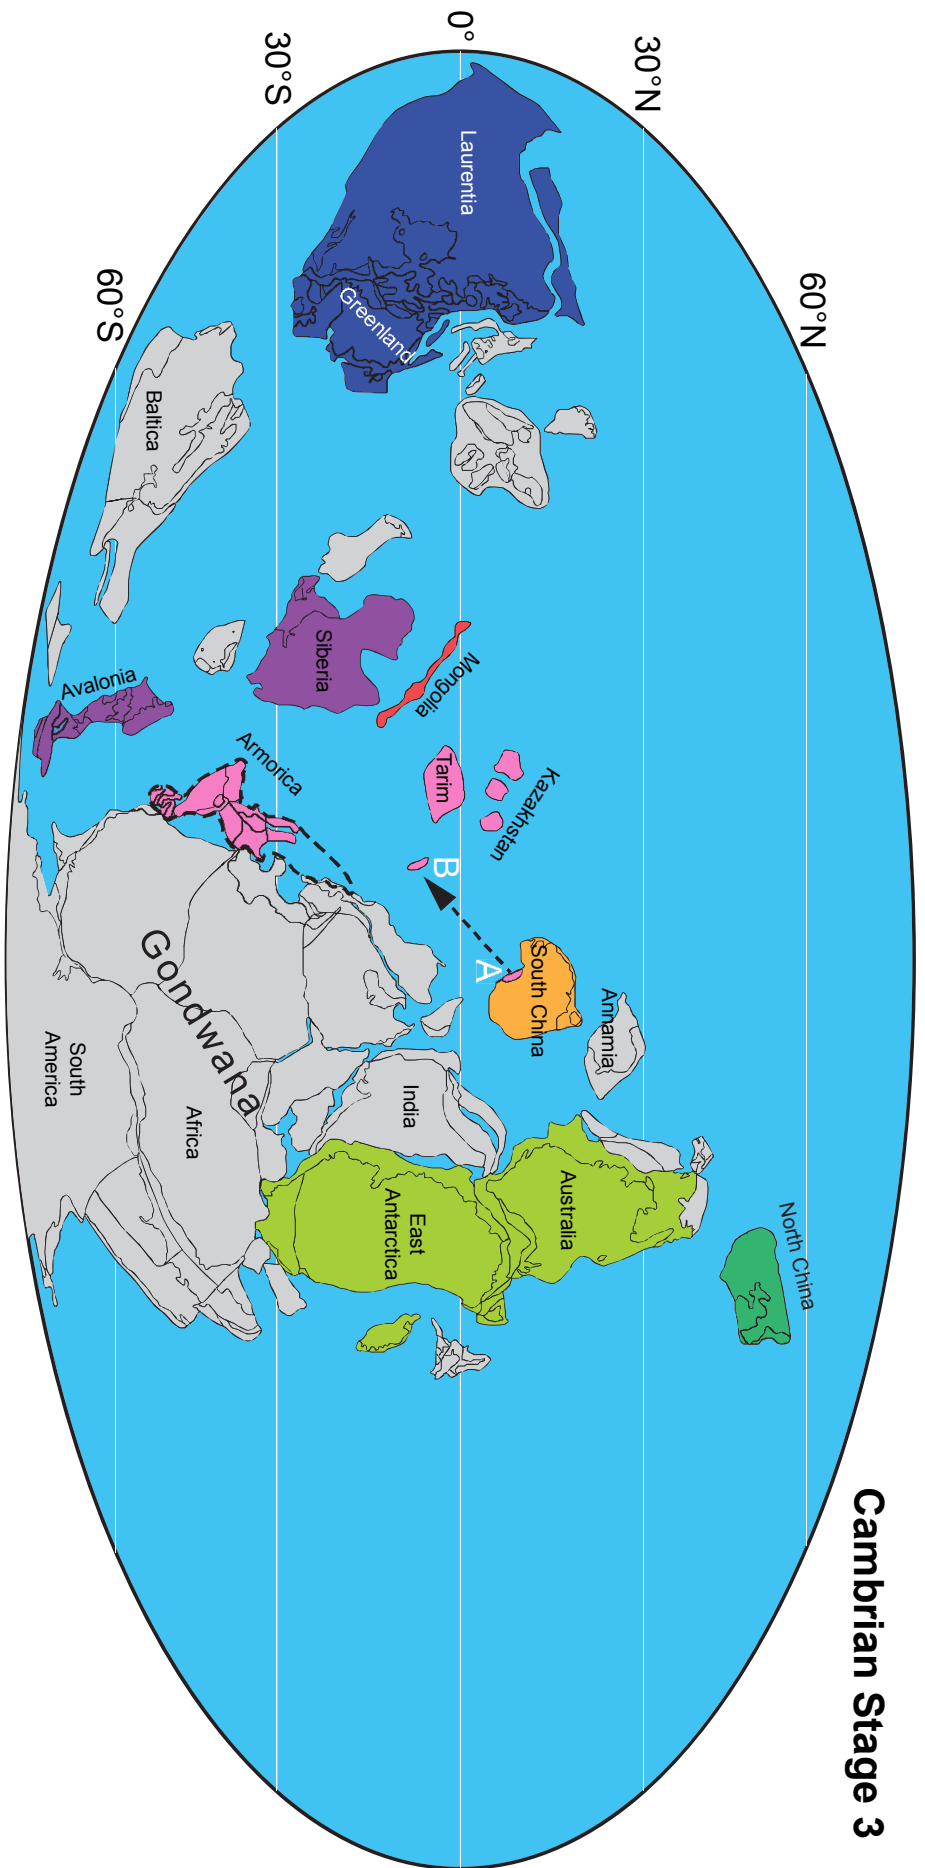 Cambrian Stage 3
60°N
30°N
0°
30°S
60°S
Laurentia
Greenland
Baltica
Siberia
Mongolia
Avalonia
Armorica
Tarim
Kazakhstan
B
A
South China
Annamia
North China
Gondwana
India
Australia
East
Antarctica
Africa
South
America